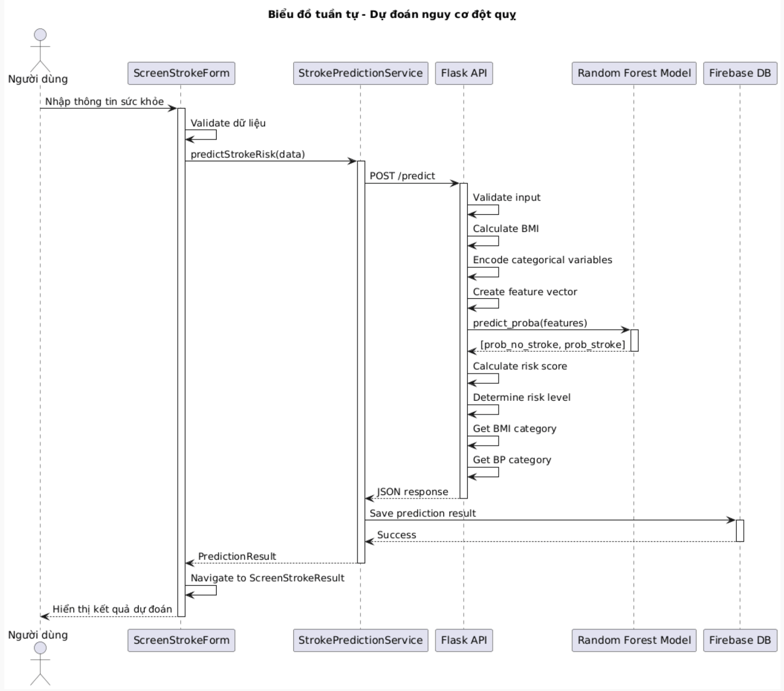 Biểu đồ tuần tự - Dự đoán nguy cơ đột quỵ
Người dùng
ScreenStrokeForm
StrokePredictionService
Flask API
Random Forest Model
Firebase DB
Nhập thông tin sức khỏe
Validate dữ liệu
predictStrokeRisk(data)
POST /predict
Validate input
Calculate BMI
Encode categorical variables
Create feature vector
predict_proba(features)
[prob_no_stroke, prob_stroke]
Calculate risk score
Determine risk level
Get BMI category
Get BP category
JSON response
Save prediction result
Success
PredictionResult
Navigate to ScreenStrokeResult
Hiển thị kết quả dự đoán
Người dùng
ScreenStrokeForm
StrokePredictionService
Flask API
Random Forest Model
Firebase DB